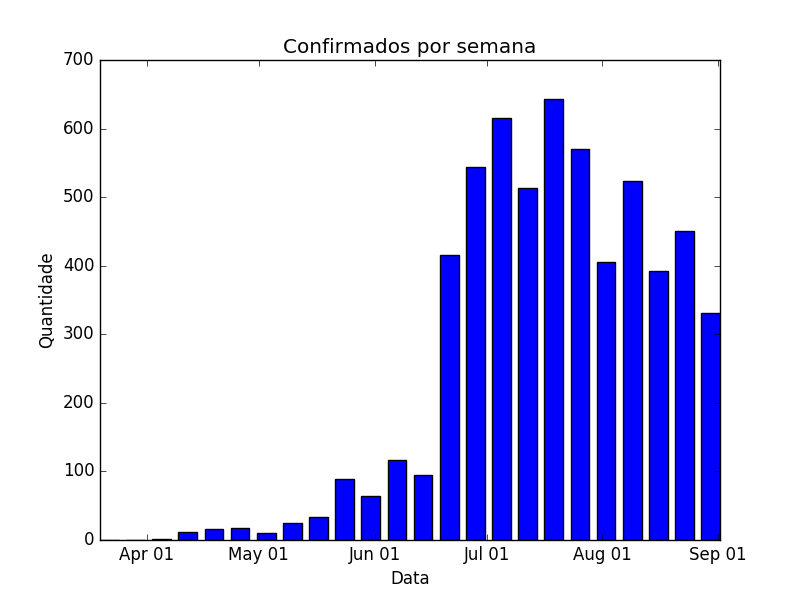 Confirmados por semana
700
600
500
400
300
200
100
0
Quantidade
Apr 01
May 01
Jun 01
Jul 01
Aug 01
Sep 01
Data